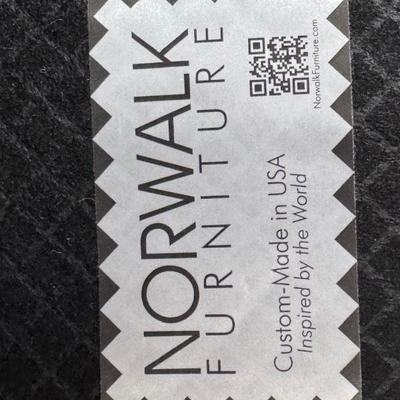 NORWALK
FURNITURE
Custom-Made in USA
Inspired by the World
NorwalkFurniture.com